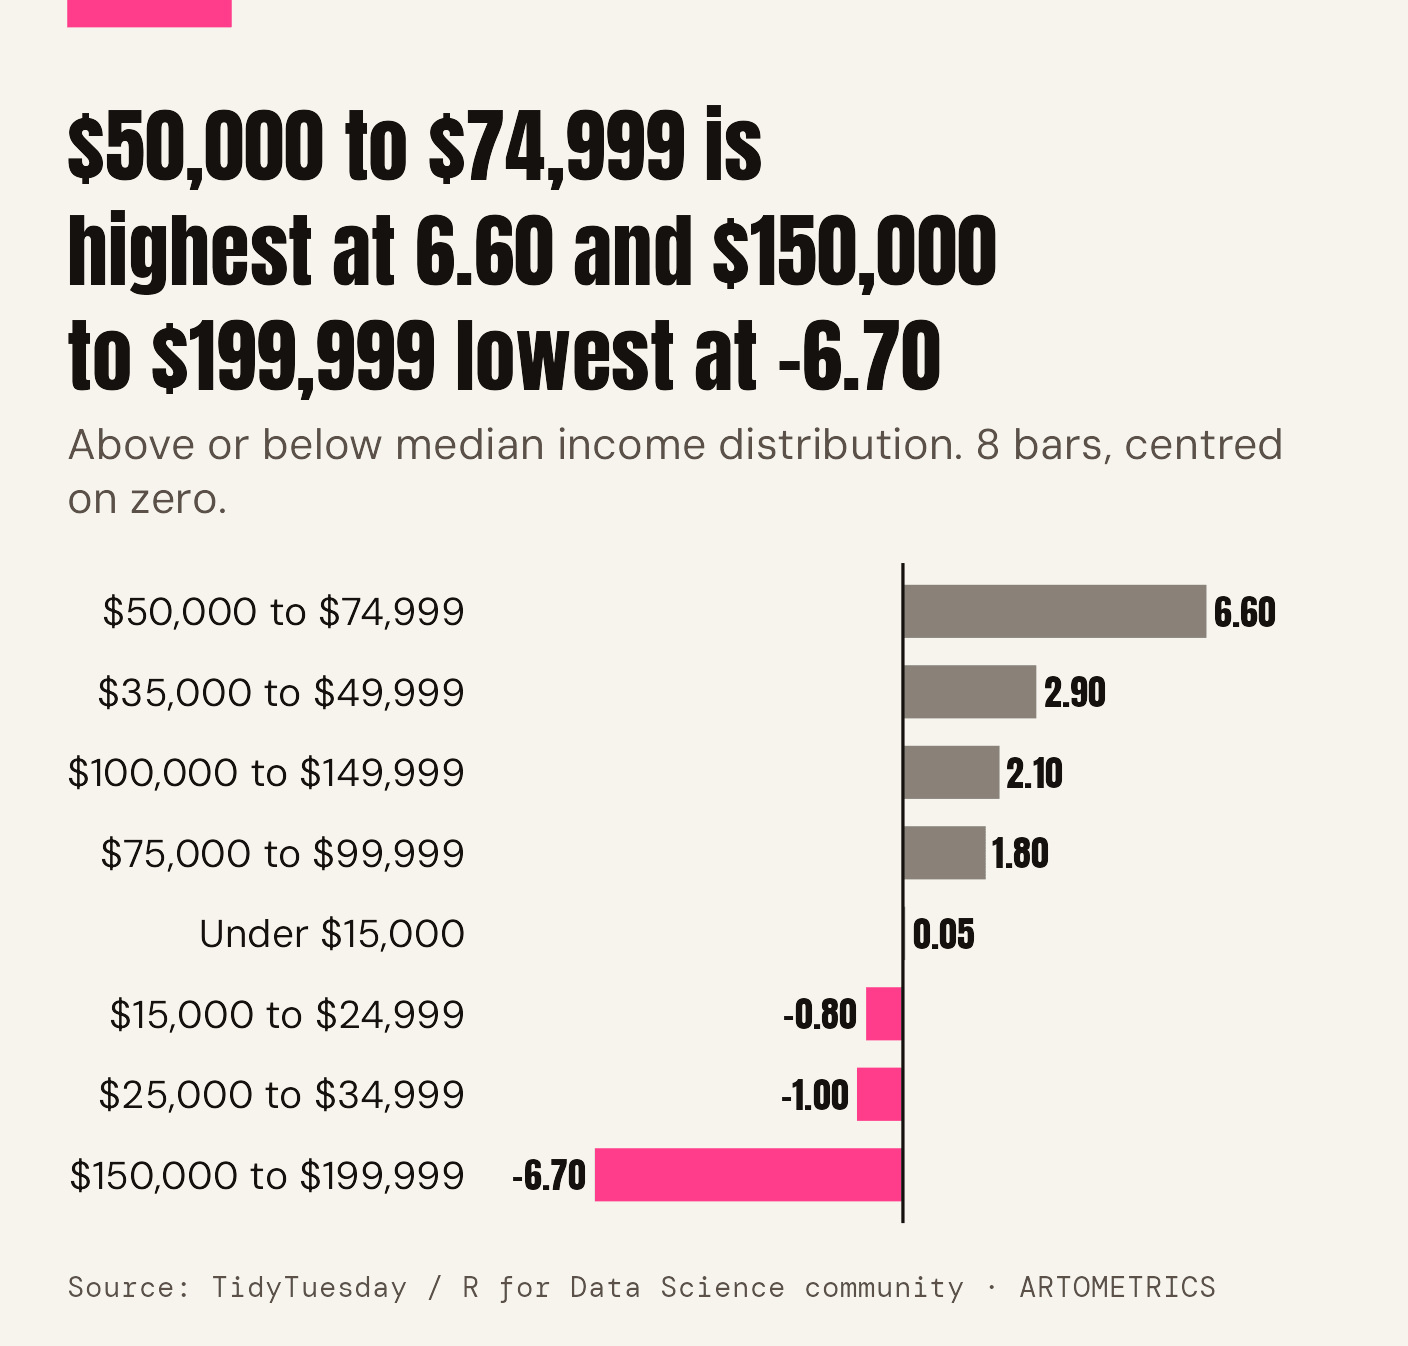 $50,000 to $74,999 is
highest at 6.60 and $150,000
to $199,999 lowest at -6.70
Above or below median income distribution. 8 bars, centred
on zero.
$50,000 to $74,999 6.60
$35,000 to $49,999 2.90
$100,000 to $149,999 2.10
$75,000 to $99,999 1.80
Under $15,000 0.05
$15,000 to $24,999 -0.80
$25,000 to $34,999 -1.00
$150,000 to $199,999 -6.70
Source: TidyTuesday / R for Data Science community · ARTOMETRICS